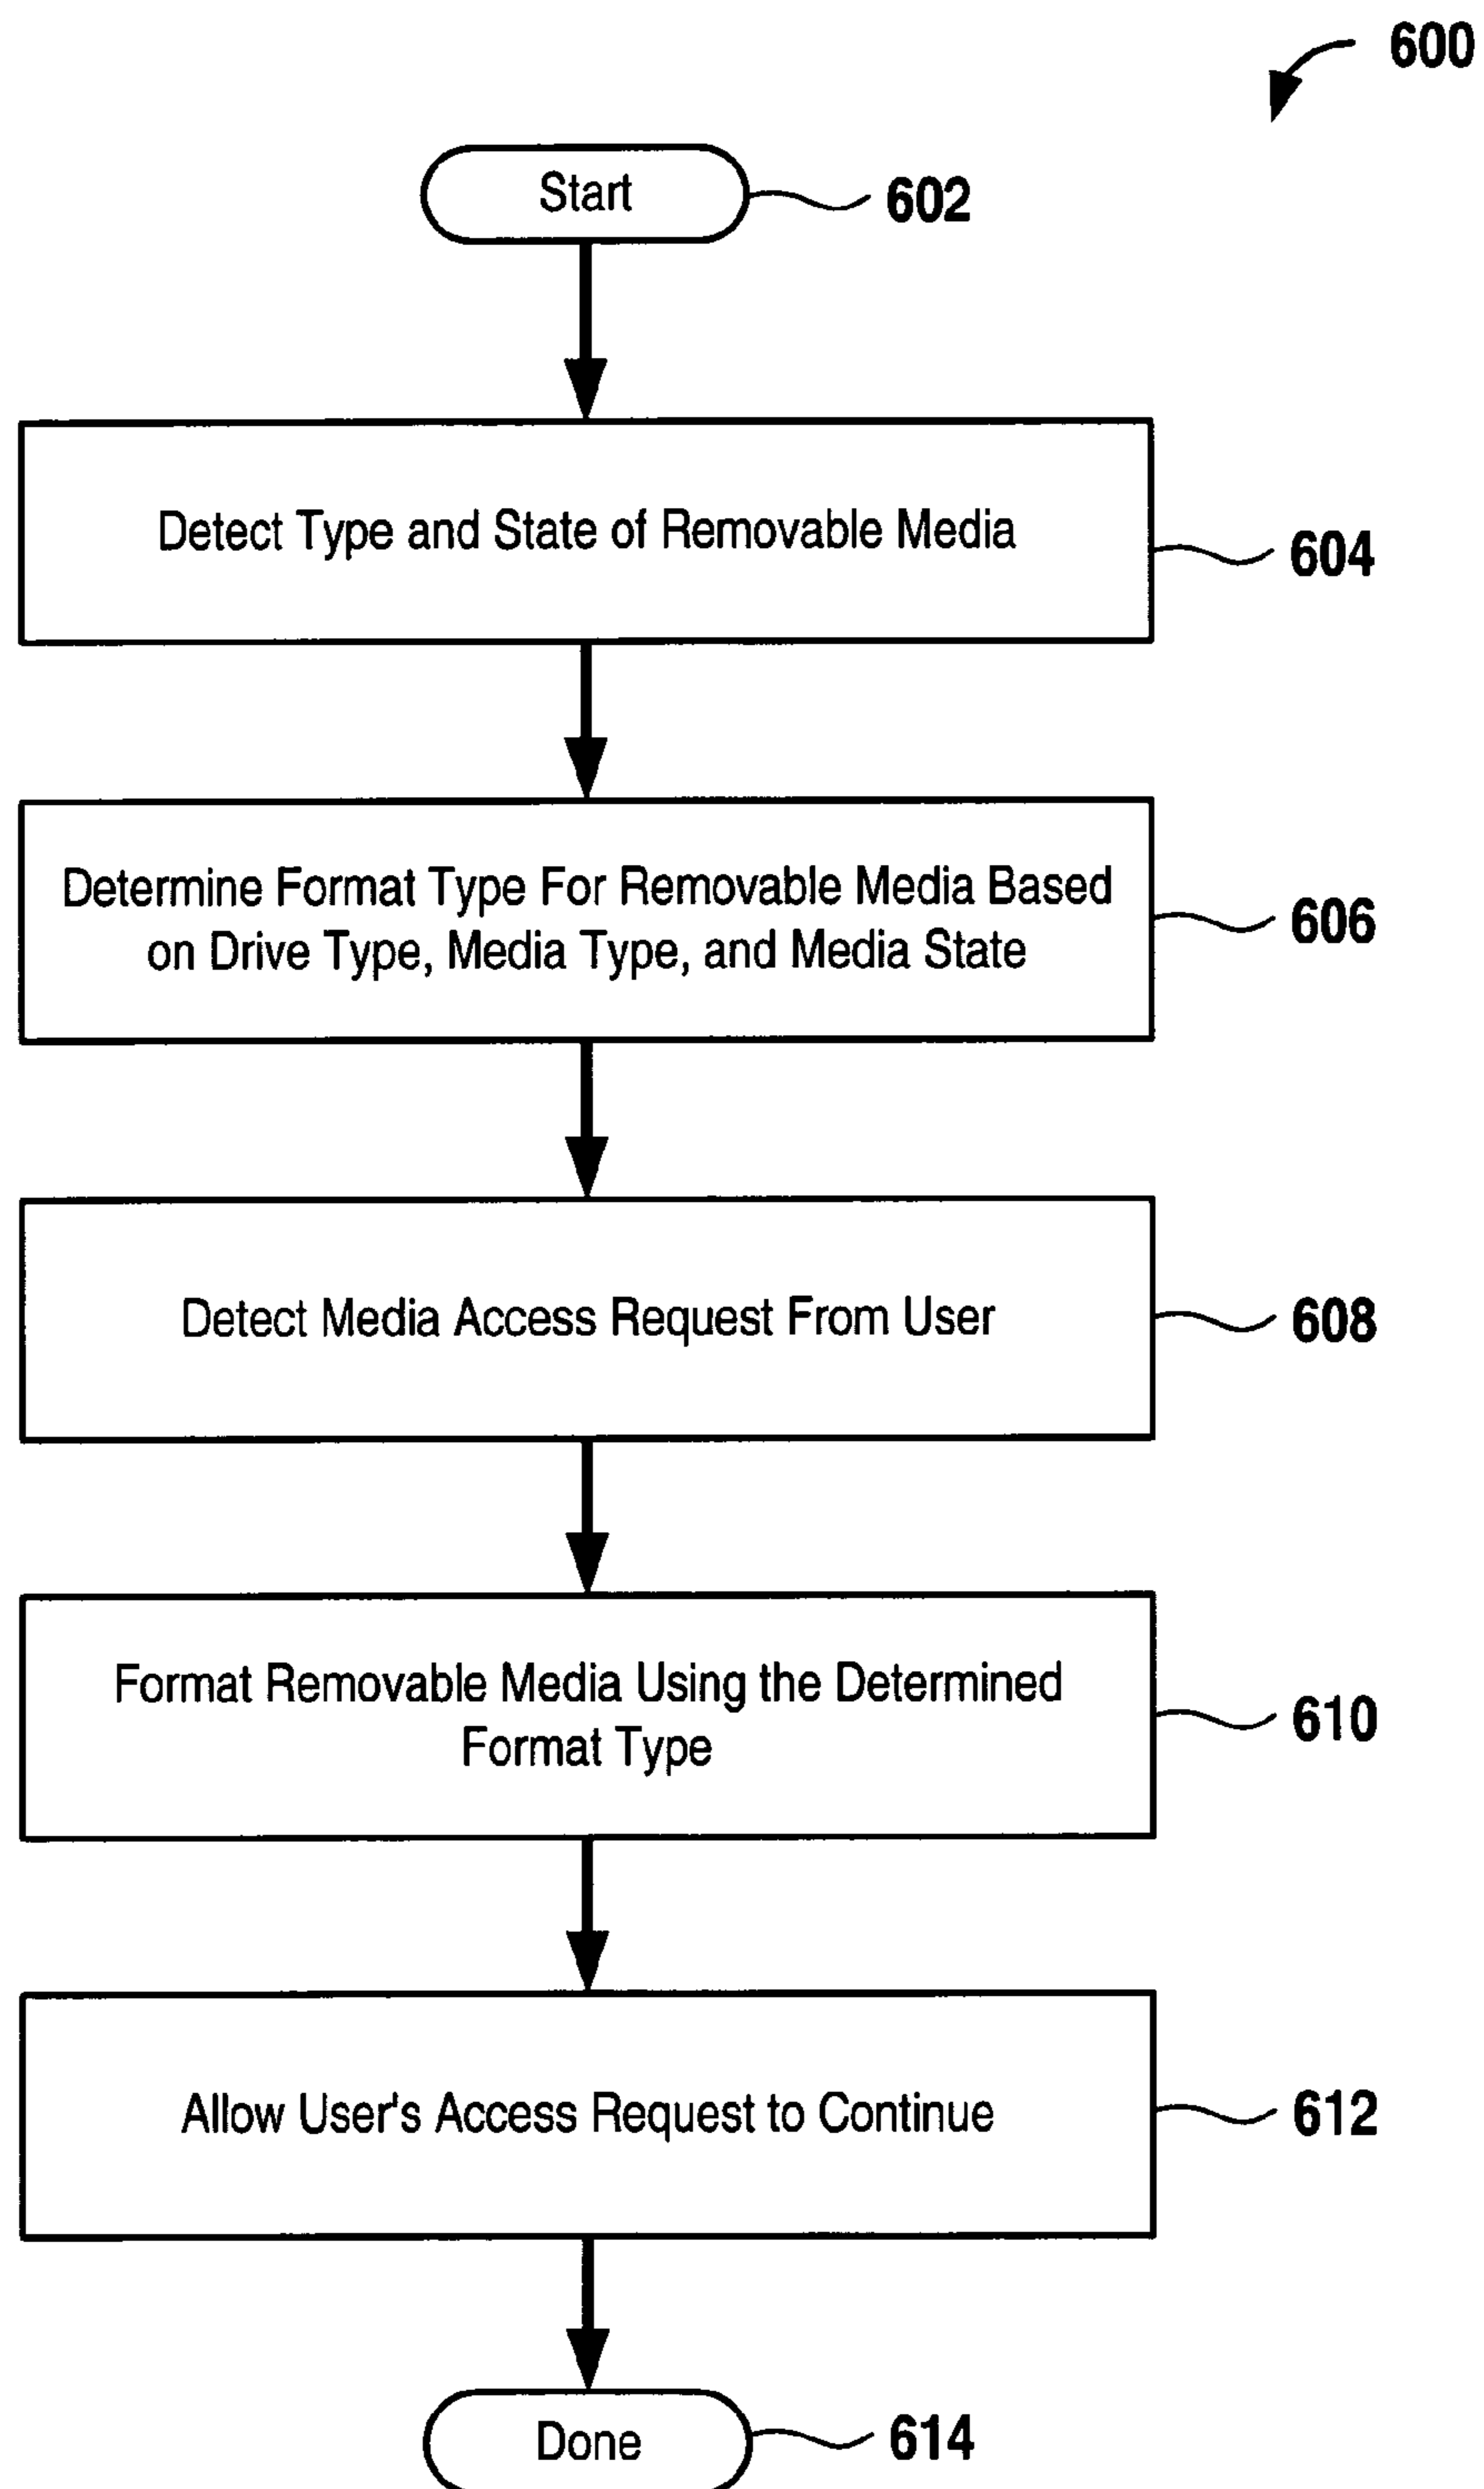 600
Start
602
Detect Type and State of Removable Media
604
Determine Format Type For Removable Media Based
on Drive Type, Media Type, and Media State
606
Detect Media Access Request From User
608
Format Removable Media Using the Determined
Format Type
610
Allow User's Access Request to Continue
612
Done
614